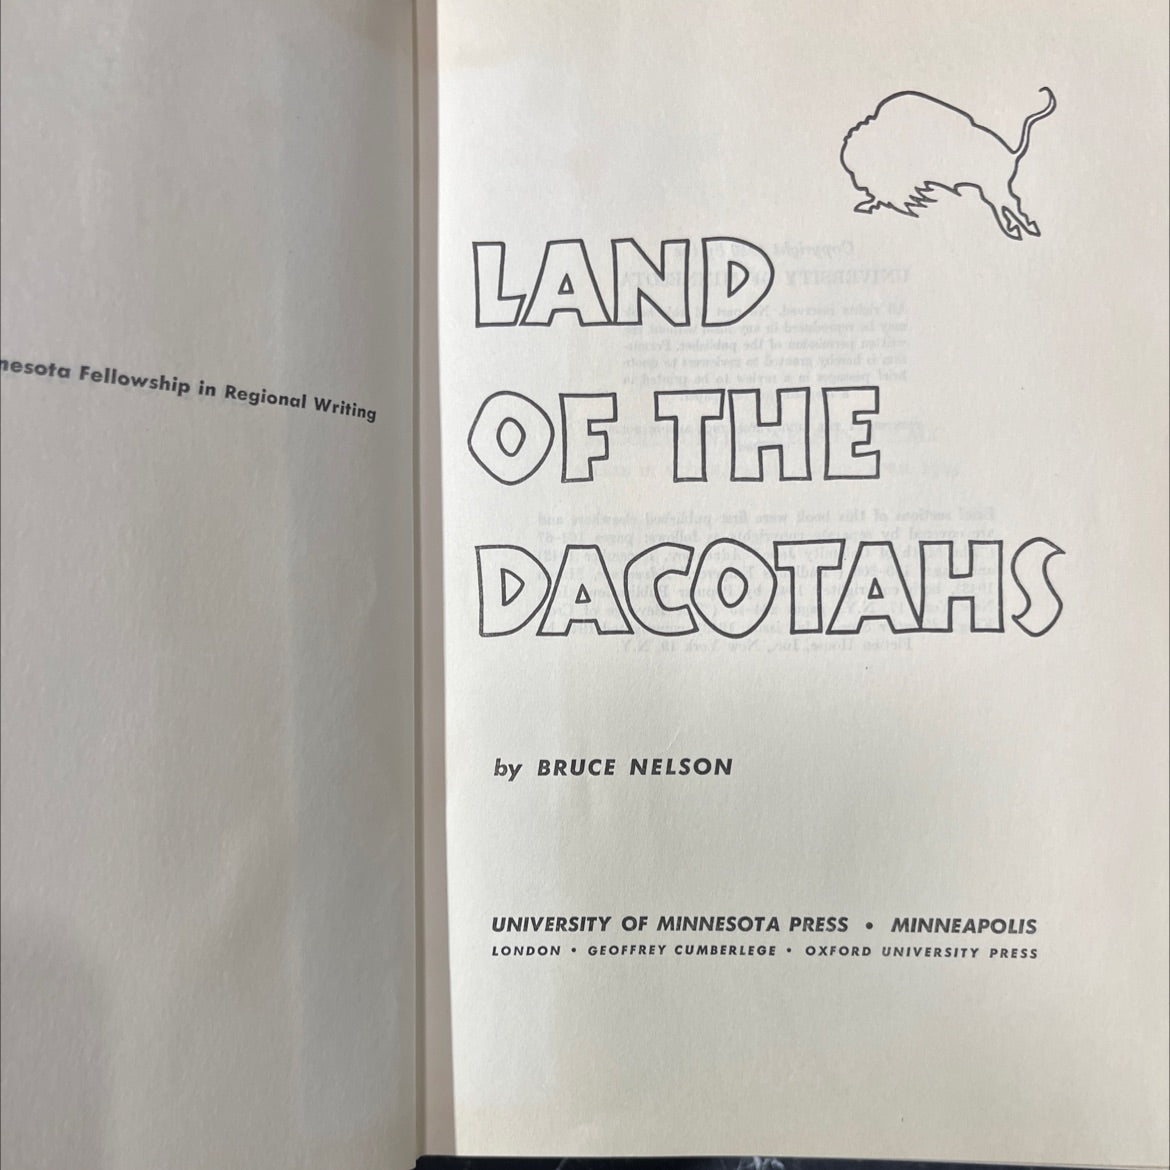 nesota Fellowship in Regional Writing
LAND
OF THE
DACOTAHS
by BRUCE NELSON
UNIVERSITY OF MINNESOTA PRESS • MINNEAPOLIS
LONDON • GEOFFREY CUMBERLEGE • OXFORD UNIVERSITY PRESS